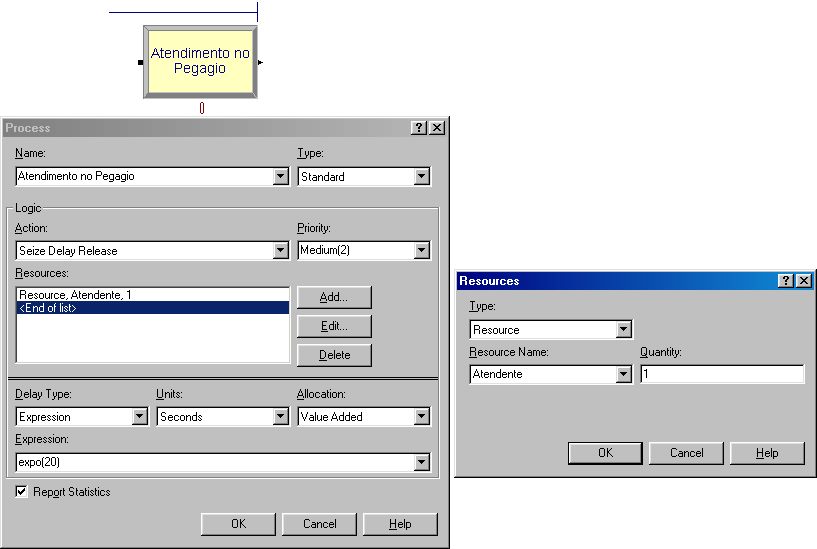 Atendimento no
Pegagio
0
Process
Name:
Type:
Atendimento no Pegagio
Standard
Logic
Action:
Priority:
Seize Delay Release
Medium(2)
Resources:
Resource, Atendente, 1
<End of list>
Add...
Edit...
Delete
Delay Type:
Units:
Allocation:
Expression
Seconds
Value Added
Expression:
expo(20)
Report Statistics
OK
Cancel
Help
Resources
Type:
Resource
Resource Name:
Quantity:
Atendente
1
OK
Cancel
Help